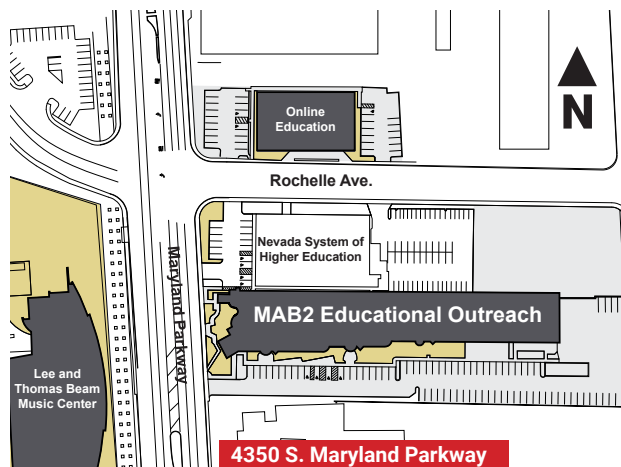 Online
Education
N
Rochelle Ave.
Maryland Parkway
Nevada System of
Higher Education
MAB2 Educational Outreach
Lee and
Thomas Beam
Music Center
4350 S. Maryland Parkway